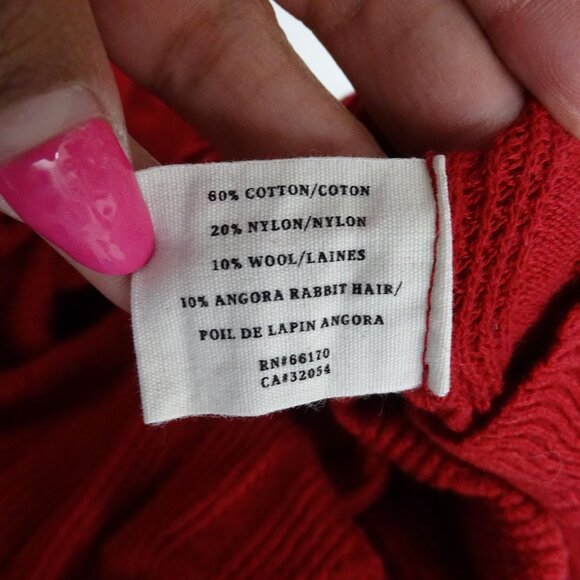 60% COTTON/COTON
20% NYLON/NYLON
10% WOOL/LAINES
10% ANGORA RABBIT HAIR/
POIL DE LAPIN ANGORA
RN#66170
CA#32054